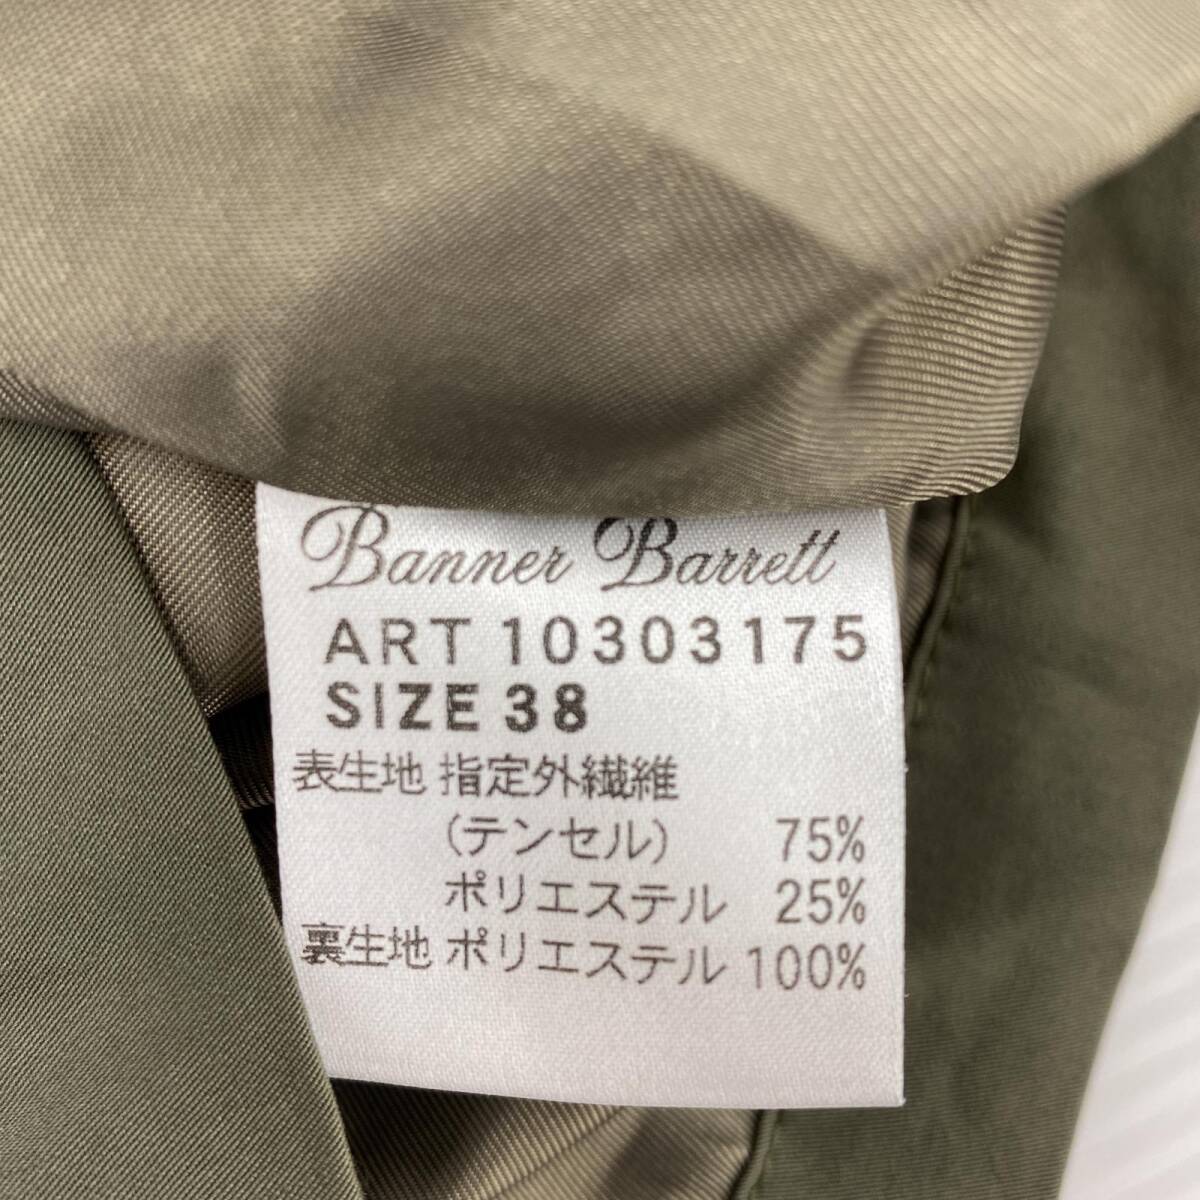 Banner Barrett
ART 10303175
SIZE 38
表生地 指定外繊維
(テンセル) 75%
ポリエステル 25%
裏生地 ポリエステル 100%